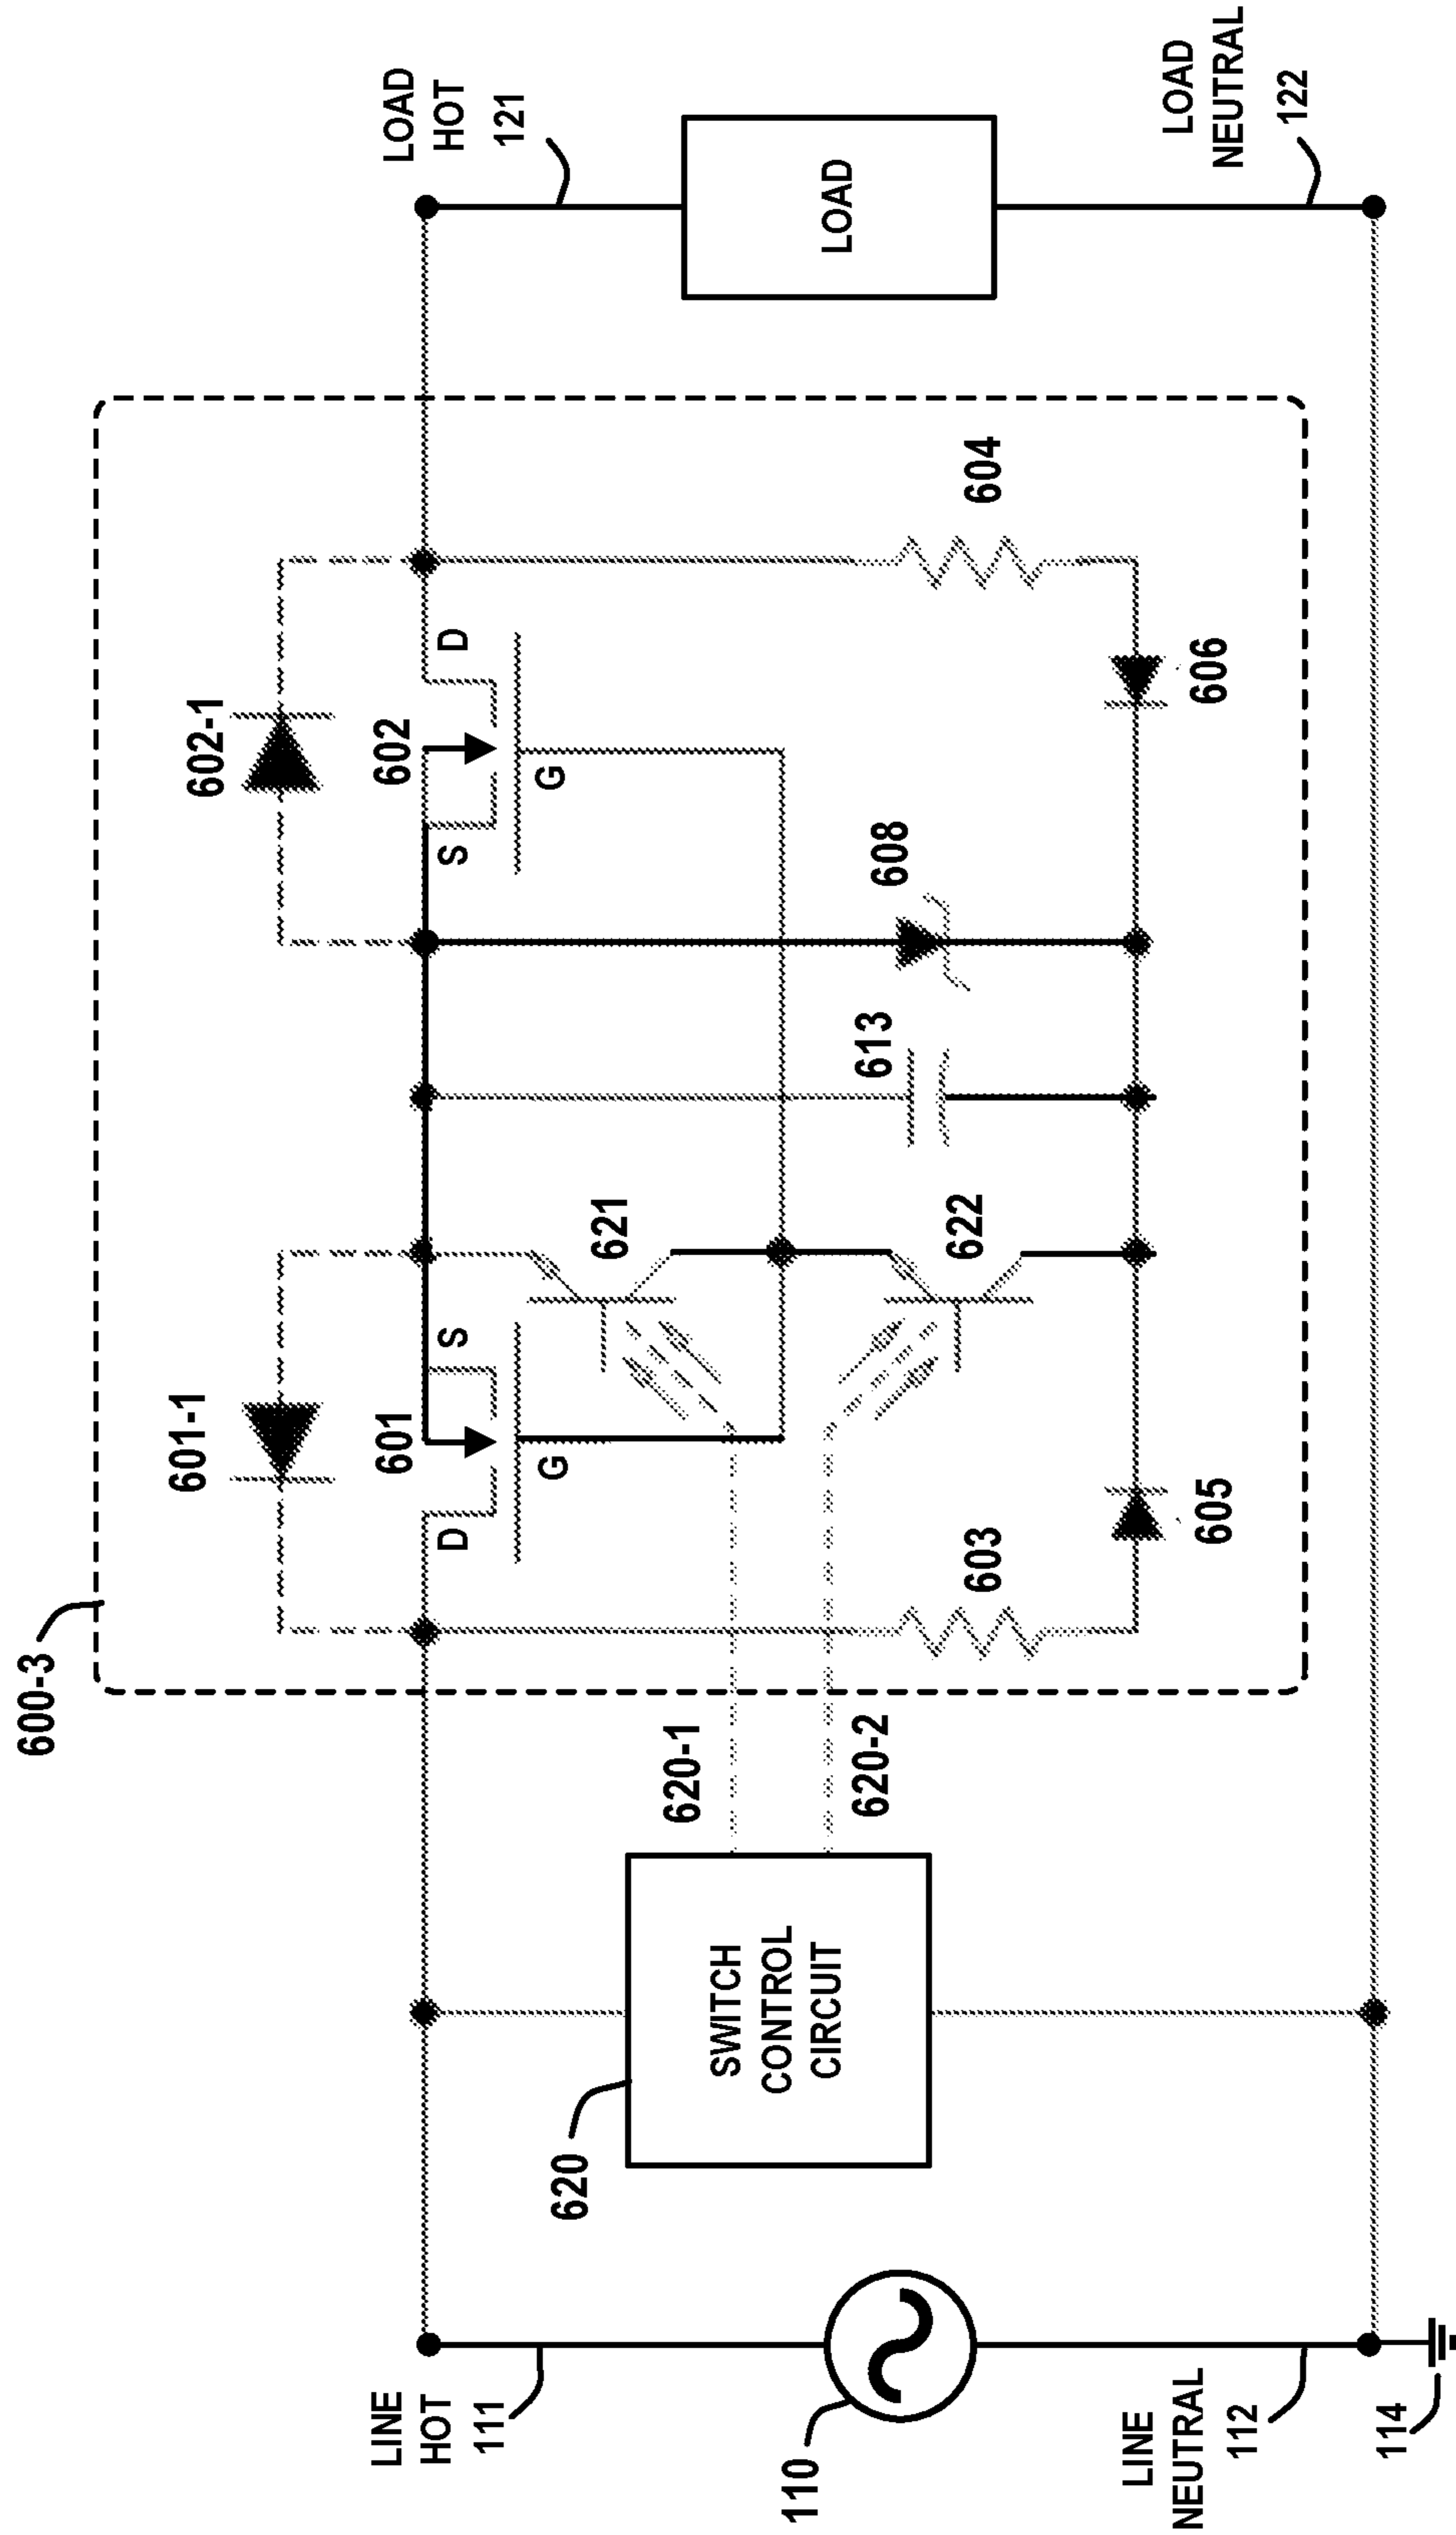 600-3
601-1
602-1
LINE
HOT
111
D
601
S
S
602
D
LOAD
HOT
121
G
G
620
SWITCH
CONTROL
CIRCUIT
620-1
620-2
621
622
613
608
603
604
605
606
LOAD
110
LINE
NEUTRAL
112
114
LOAD
NEUTRAL
122